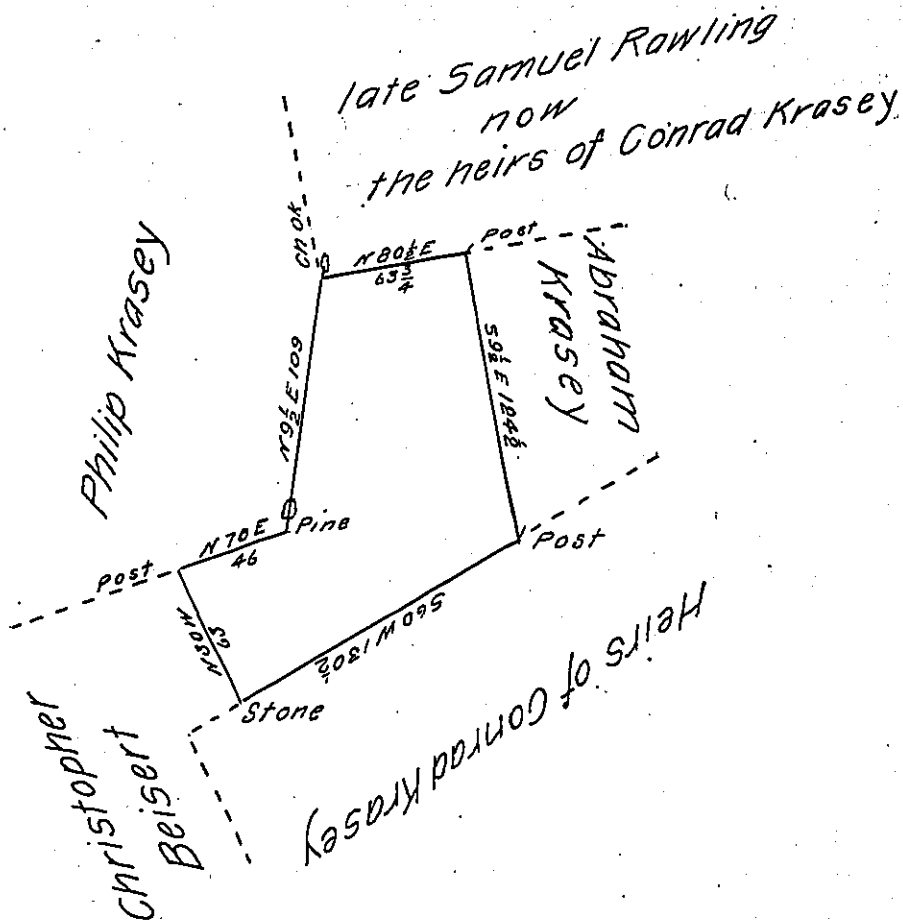 late Samuel Rawling
now
the heirs of Conrad Krasey
Chok
N 80½ E
63¾
Post
Abraham
Krasey
S 9½ E 124½
Philip Krasey
N 9½ E 109
Pine
N 70 E
46
Post
Post
N 30 W
63
S 60 W 130½
Stone
Heirs of Conrad Krasey
Christopher
Beisert